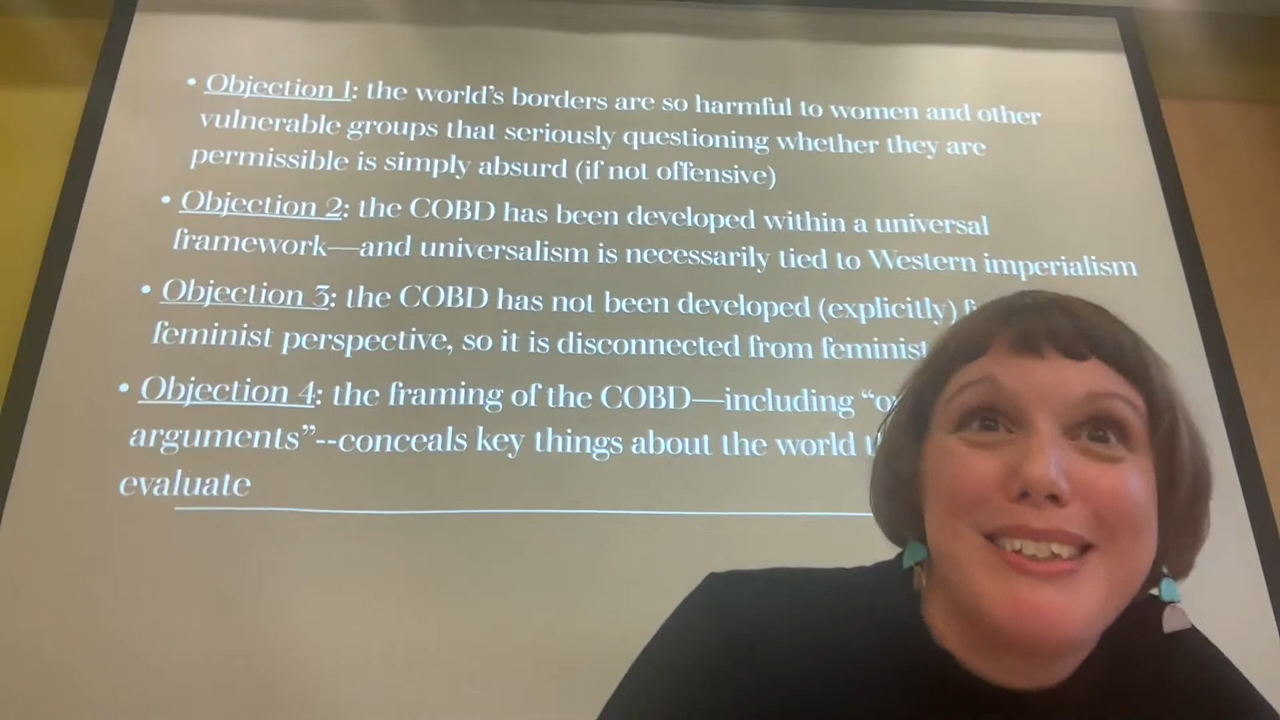 • Objection 1: the world's borders are so harmful to women and other
vulnerable groups that seriously questioning whether they are
permissible is simply absurd (if not offensive)
• Objection 2: the COBD has been developed within a universal
framework—and universalism is necessarily tied to Western imperialism
• Objection 3: the COBD has not been developed (explicitly)
feminist perspective, so it is disconnected from feminist
• Objection 4: the framing of the COBD—including
arguments”--conceals key things about the world
evaluate